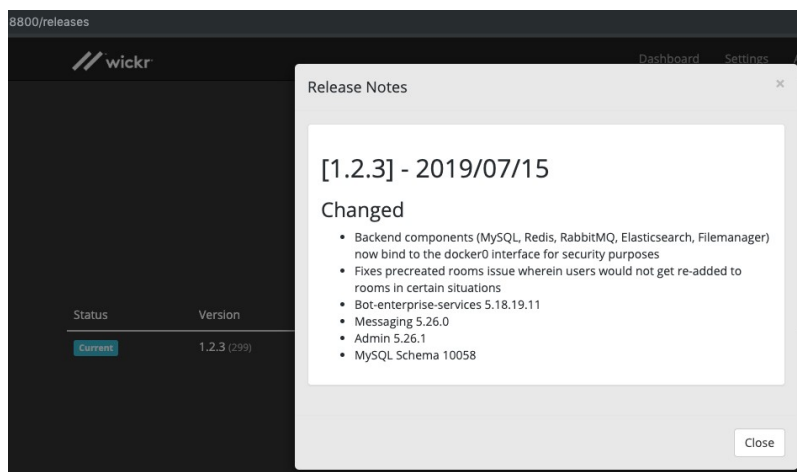 8800/releases
wickr
Dashboard Settings
Release Notes
×
[1.2.3] - 2019/07/15
Changed
• Backend components (MySQL, Redis, RabbitMQ, Elasticsearch, Filemanager)
now bind to the docker0 interface for security purposes
• Fixes precreated rooms issue wherein users would not get re-added to
rooms in certain situations
• Bot-enterprise-services 5.18.19.11
• Messaging 5.26.0
• Admin 5.26.1
• MySQL Schema 10058
Status Version
Current 1.2.3 (299)
Close